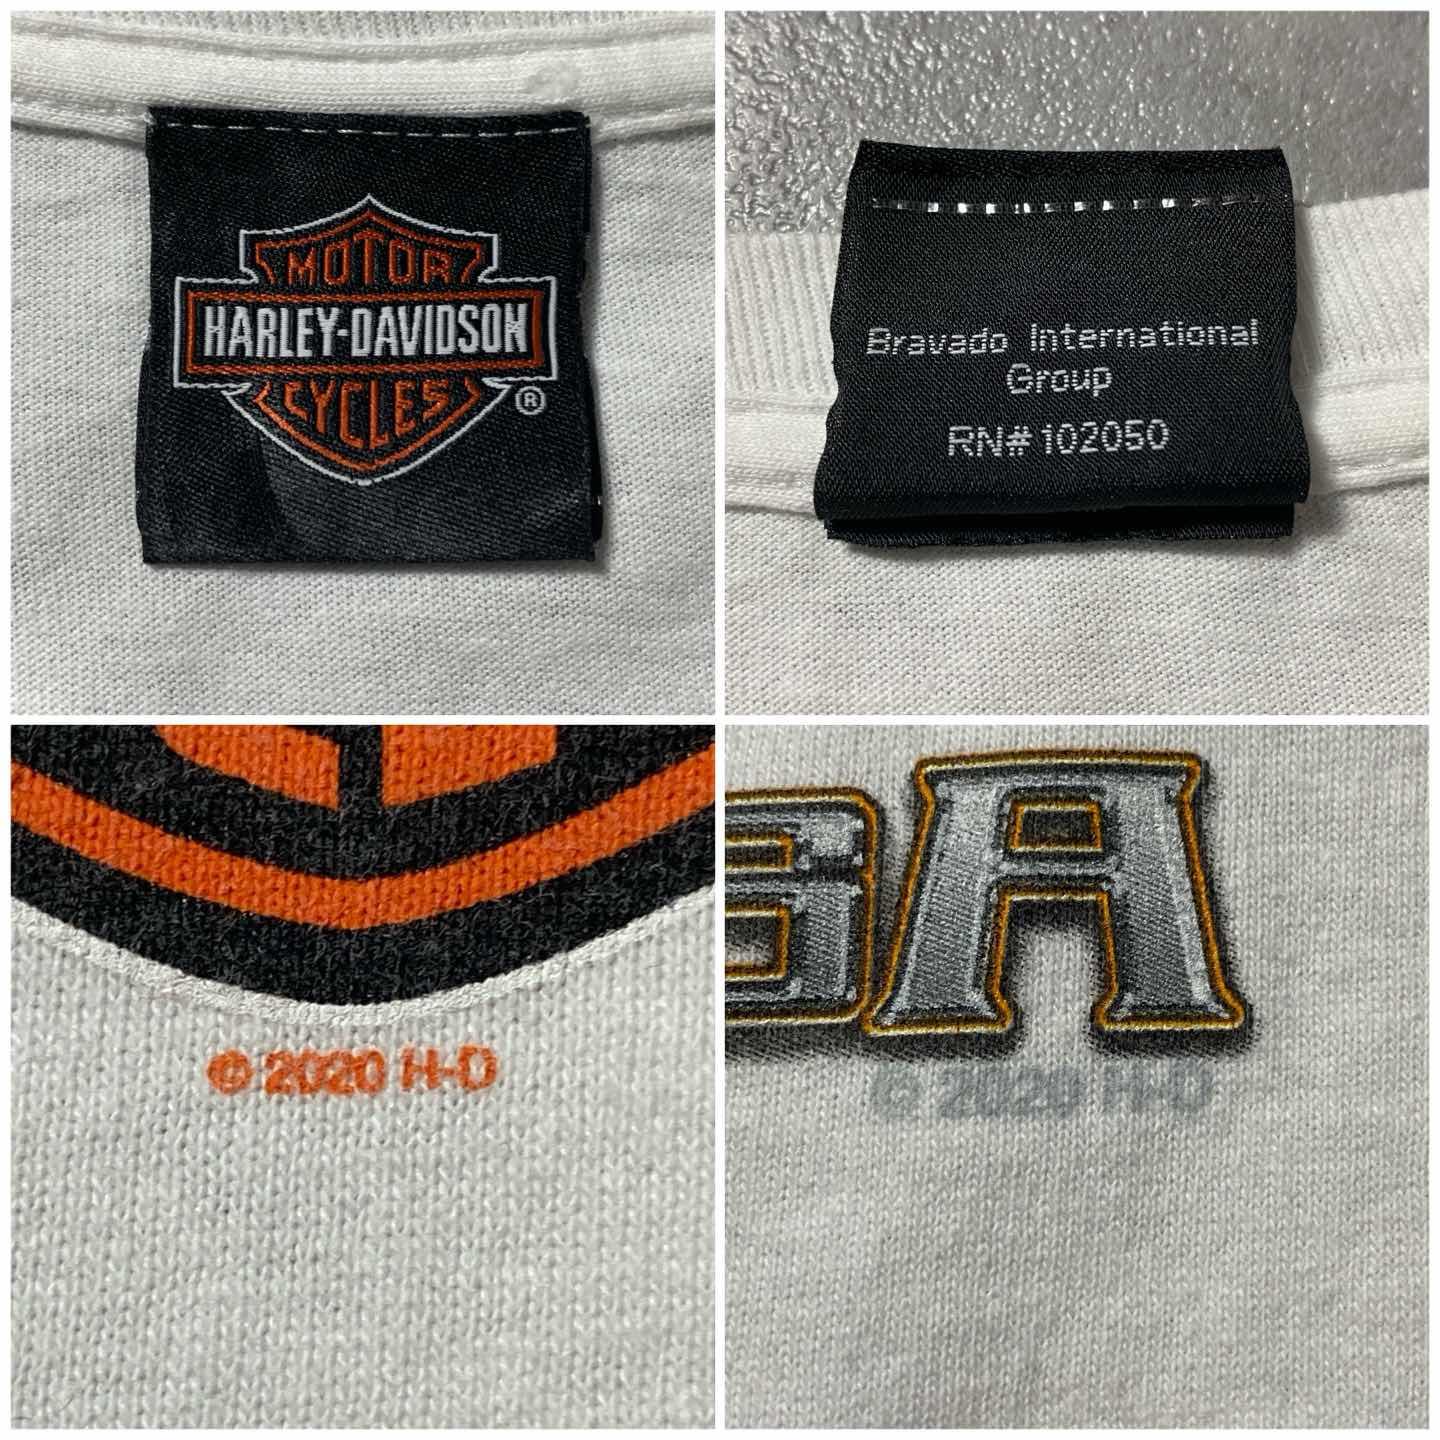 MOTOR
HARLEY-DAVIDSON
CYCLES
®
Bravado International
Group
RN#102050
© 2020 H-D
A
© 2020 H-D